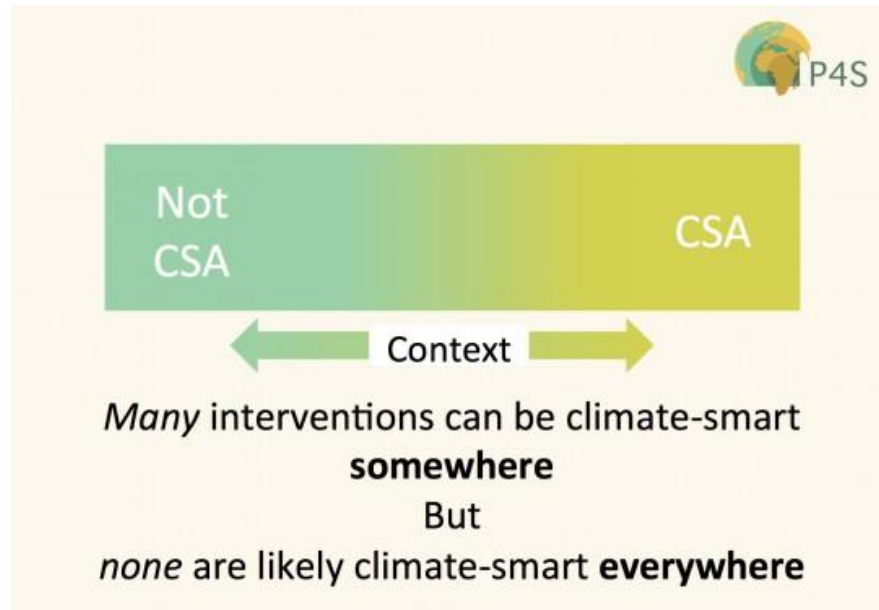 P4S
Not
CSA
CSA
Context
Many interventions can be climate-smart
somewhere
But
none are likely climate-smart everywhere